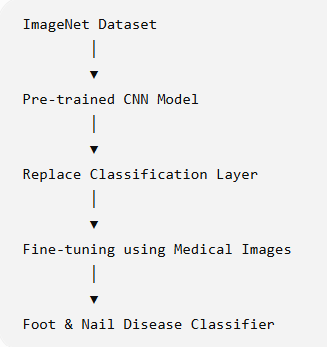 ImageNet Dataset
Pre-trained CNN Model
Replace Classification Layer
Fine-tuning using Medical Images
Foot & Nail Disease Classifier